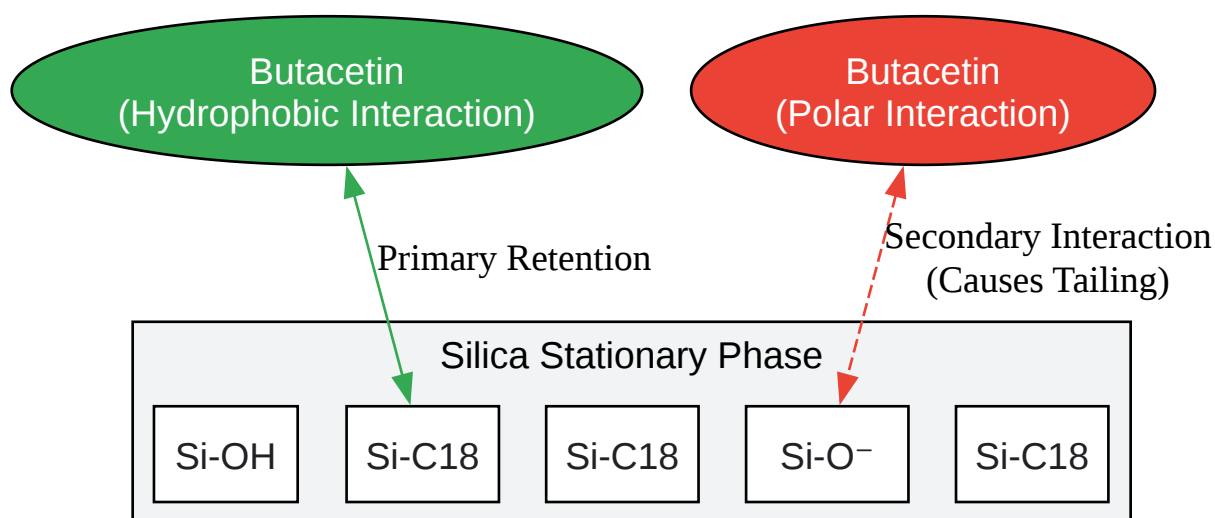 Butacetin
(Hydrophobic Interaction)
Butacetin
(Polar Interaction)
Primary Retention
Secondary Interaction
(Causes Tailing)
Silica Stationary Phase
Si-OH
Si-C18
Si-C18
Si-O⁻
Si-C18